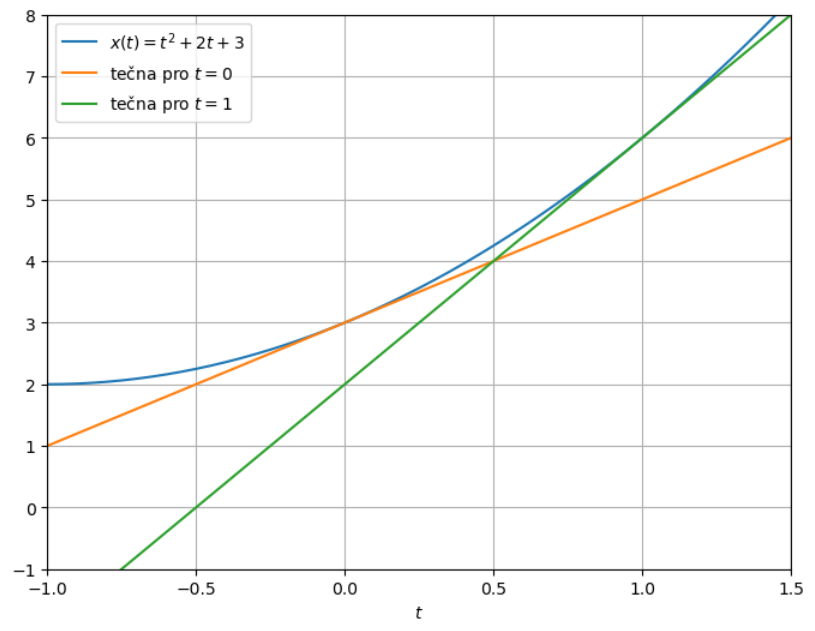 x(t) = t² + 2t + 3
tečna pro t = 0
tečna pro t = 1
8
7
6
5
4
3
2
1
0
−1
−1.0 −0.5 0.0 0.5 1.0 1.5
t